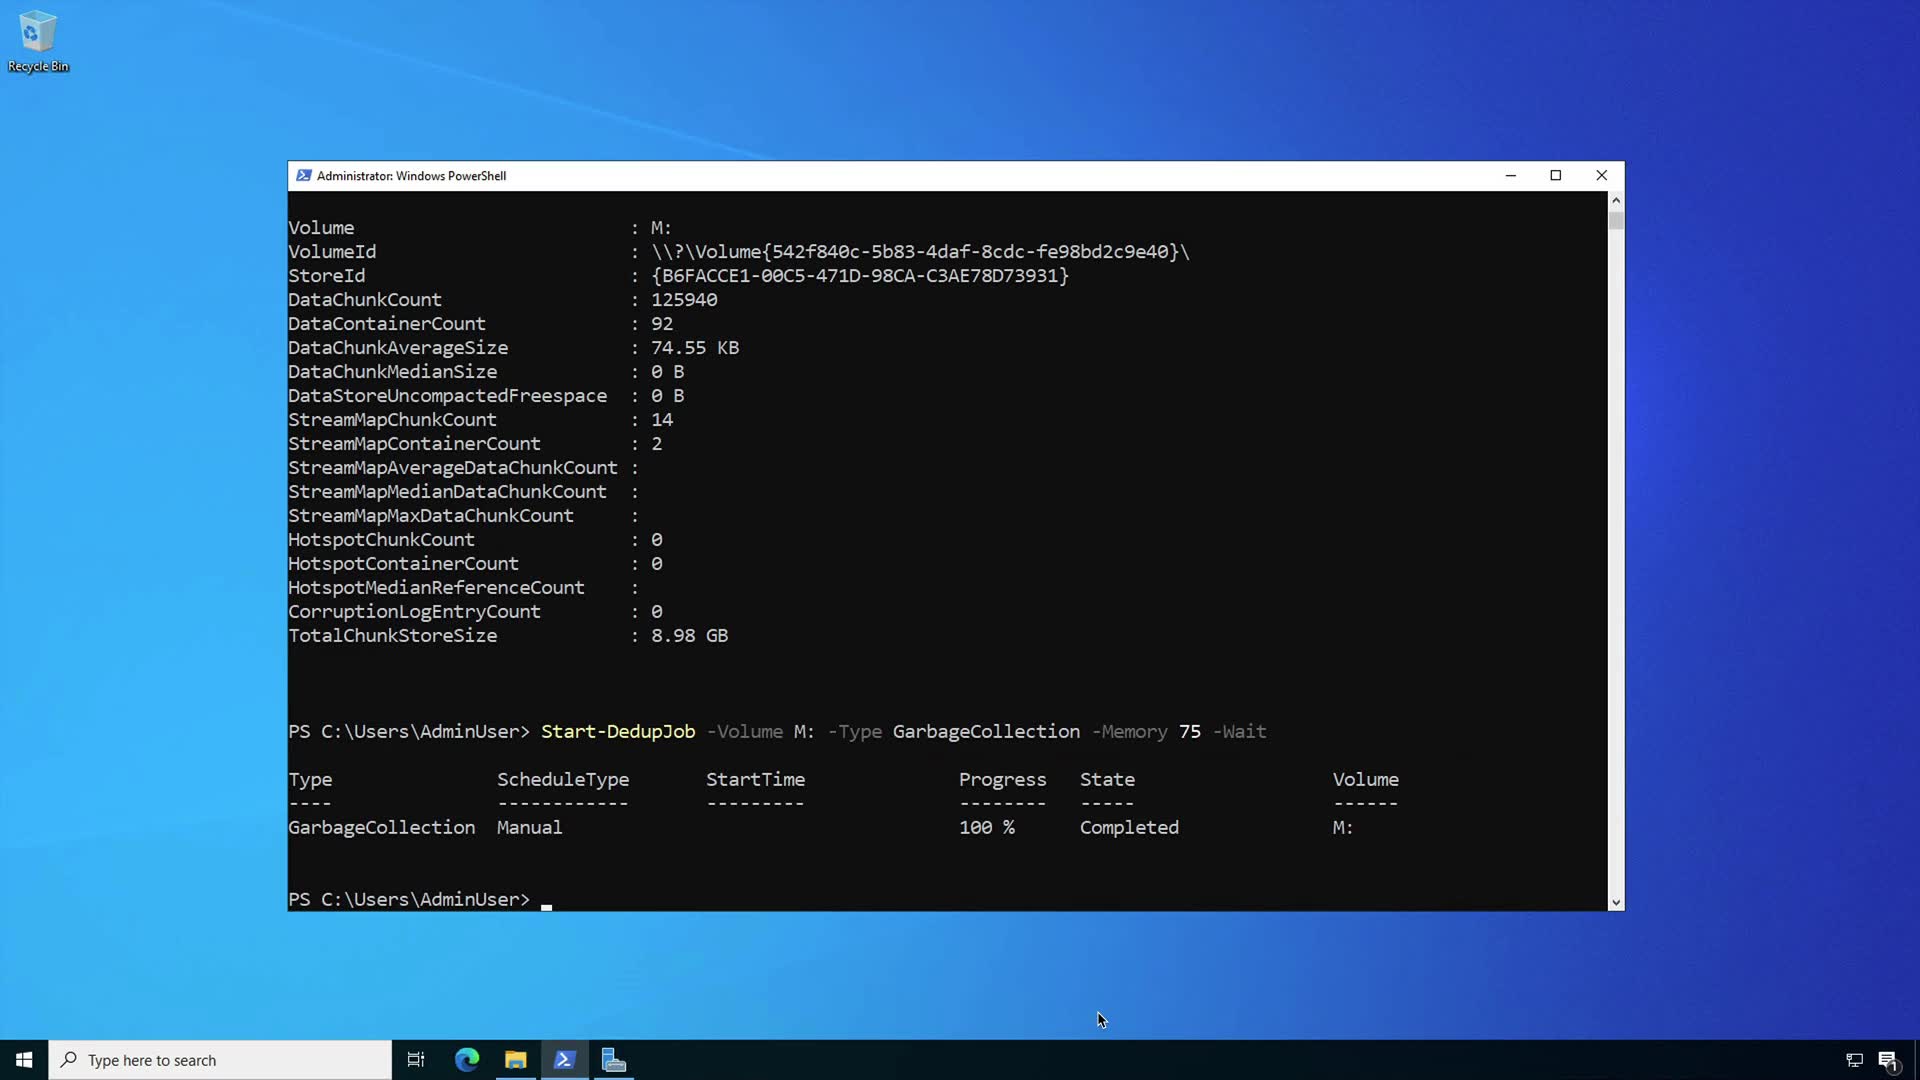 Recycle Bin
Administrator: Windows PowerShell
Volume : M:
VolumeId : \\?\Volume{542f840c-5b83-4daf-8cdc-fe98bd2c9e40}\
StoreId : {B6FACCE1-00C5-471D-98CA-C3AE78D73931}
DataChunkCount : 125940
DataContainerCount : 92
DataChunkAverageSize : 74.55 KB
DataChunkMedianSize : 0 B
DataStoreUncompactedFreespace : 0 B
StreamMapChunkCount : 14
StreamMapContainerCount : 2
StreamMapAverageDataChunkCount :
StreamMapMedianDataChunkCount :
StreamMapMaxDataChunkCount :
HotspotChunkCount : 0
HotspotContainerCount : 0
HotspotMedianReferenceCount :
CorruptionLogEntryCount : 0
TotalChunkStoreSize : 8.98 GB
PS C:\Users\AdminUser> Start-DedupJob -Volume M: -Type GarbageCollection -Memory 75 -Wait
Type ScheduleType StartTime Progress State Volume
---- ------------ --------- -------- ----- ------
GarbageCollection Manual 100 % Completed M:
PS C:\Users\AdminUser>
Type here to search
1